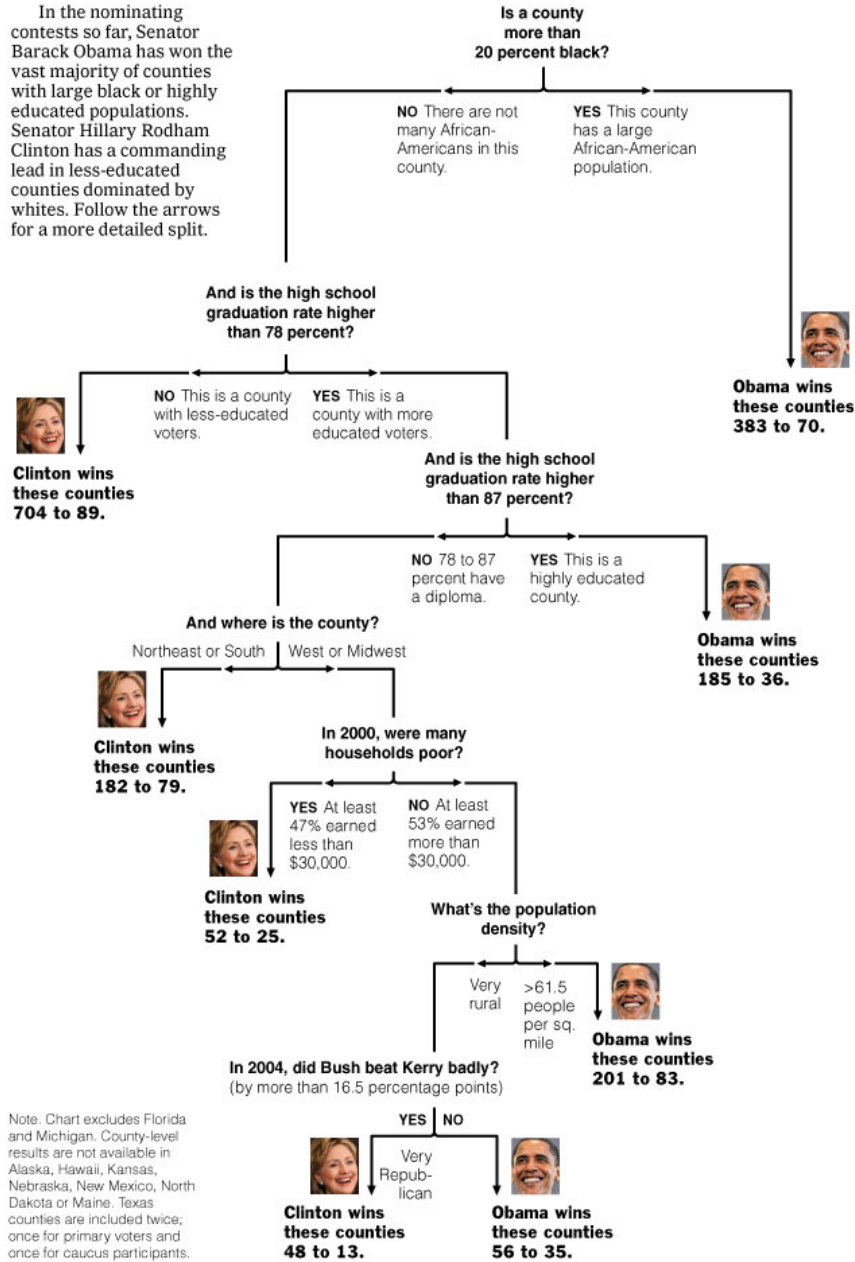 In the nominating
contests so far, Senator
Barack Obama has won the
vast majority of counties
with large black or highly
educated populations.
Senator Hillary Rodham
Clinton has a commanding
lead in less-educated
counties dominated by
whites. Follow the arrows
for a more detailed split.
Is a county
more than
20 percent black?
NO There are not
many African-
Americans in this
county.
YES This county
has a large
African-American
population.
And is the high school
graduation rate higher
than 78 percent?
Obama wins
these counties
383 to 70.
NO This is a county
with less-educated
voters.
YES This is a
county with more
educated voters.
Clinton wins
these counties
704 to 89.
And is the high school
graduation rate higher
than 87 percent?
NO 78 to 87
percent have
a diploma.
YES This is a
highly educated
county.
And where is the county?
Northeast or South
West or Midwest
Obama wins
these counties
185 to 36.
Clinton wins
these counties
182 to 79.
In 2000, were many
households poor?
YES At least
47% earned
less than
$30,000.
NO At least
53% earned
more than
$30,000.
Clinton wins
these counties
52 to 25.
What's the population
density?
Very
rural
>61.5
people
per sq.
mile
Obama wins
these counties
201 to 83.
In 2004, did Bush beat Kerry badly?
(by more than 16.5 percentage points)
YES
NO
Very
Repub-
lican
Clinton wins
these counties
48 to 13.
Obama wins
these counties
56 to 35.
Note. Chart excludes Florida
and Michigan. County-level
results are not available in
Alaska, Hawaii, Kansas,
Nebraska, New Mexico, North
Dakota or Maine. Texas
counties are included twice;
once for primary voters and
once for caucus participants.